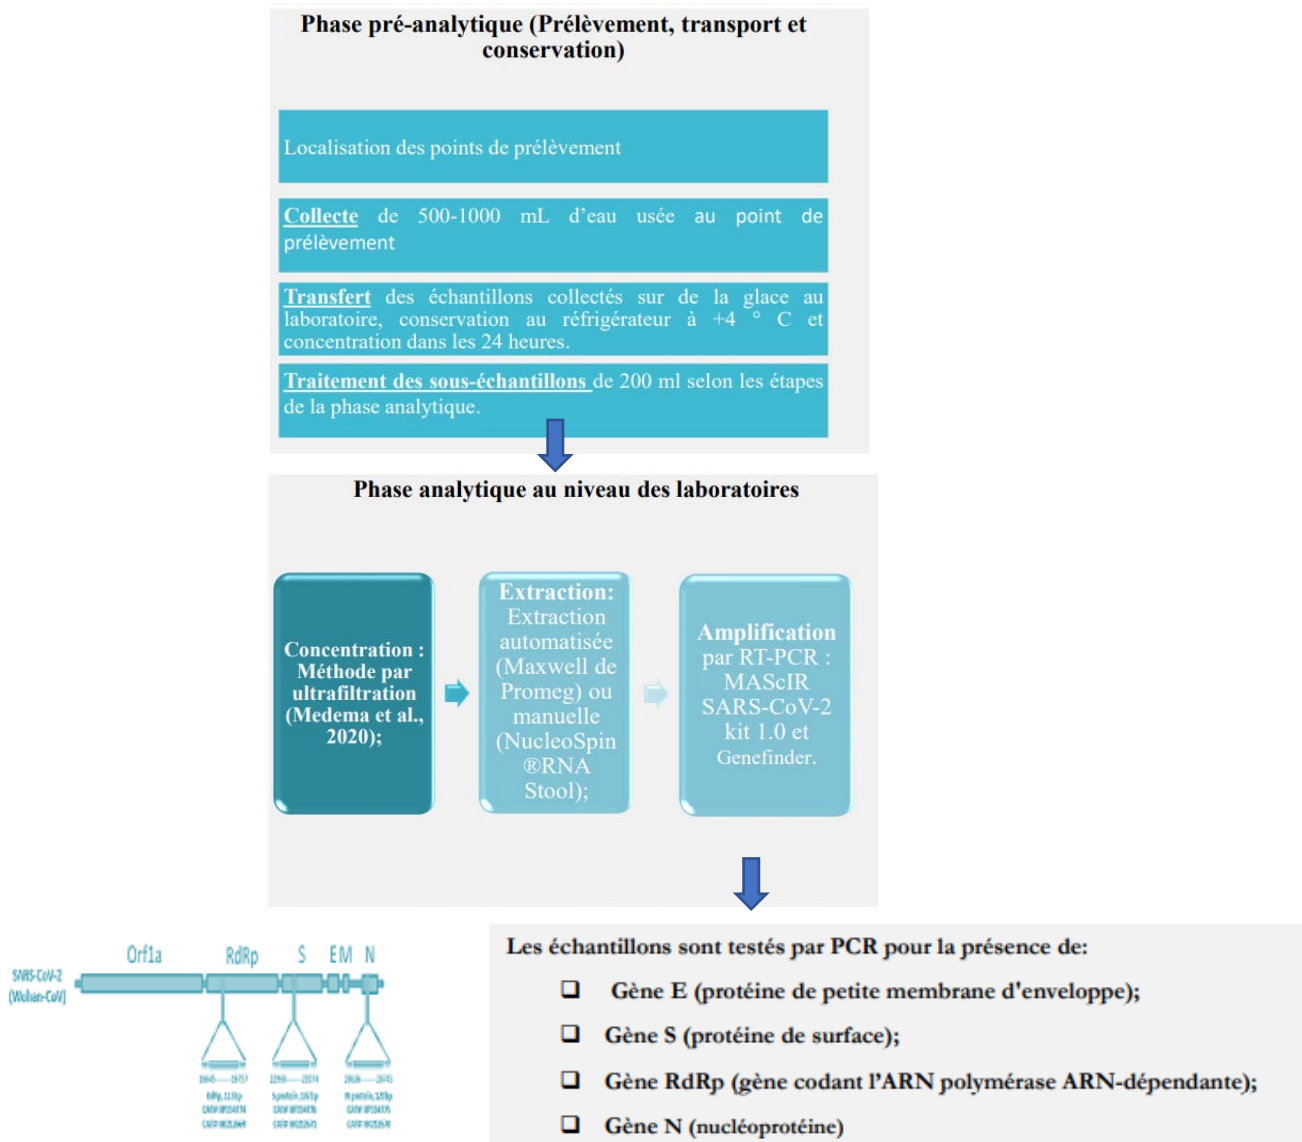 Phase pré-analytique (Prélèvement, transport et
conservation)
Localisation des points de prélèvement
Collecte de 500-1000 mL d'eau usée au point de
prélèvement
Transfert des échantillons collectés sur de la glace au
laboratoire, conservation au réfrigérateur à +4 ° C et
concentration dans les 24 heures.
Traitement des sous-échantillons de 200 ml selon les étapes
de la phase analytique.
Phase analytique au niveau des laboratoires
Concentration :
Méthode par
ultrafiltration
(Medema et al.,
2020);
Extraction:
Extraction
automatisée
(Maxwell de
Promeg) ou
manuelle
(NucleoSpin
®RNA
Stool);
Amplification
par RT-PCR :
MAScIR
SARS-CoV-2
kit 1.0 et
Genefinder.
Orf1a RdRp S E M N
SARS-CoV-2
(Wuhan-CoV)
Les échantillons sont testés par PCR pour la présence de:
❑ Gène E (protéine de petite membrane d'enveloppe);
❑ Gène S (protéine de surface);
❑ Gène RdRp (gène codant l'ARN polymérase ARN-dépendante);
❑ Gène N (nucléoprotéine)